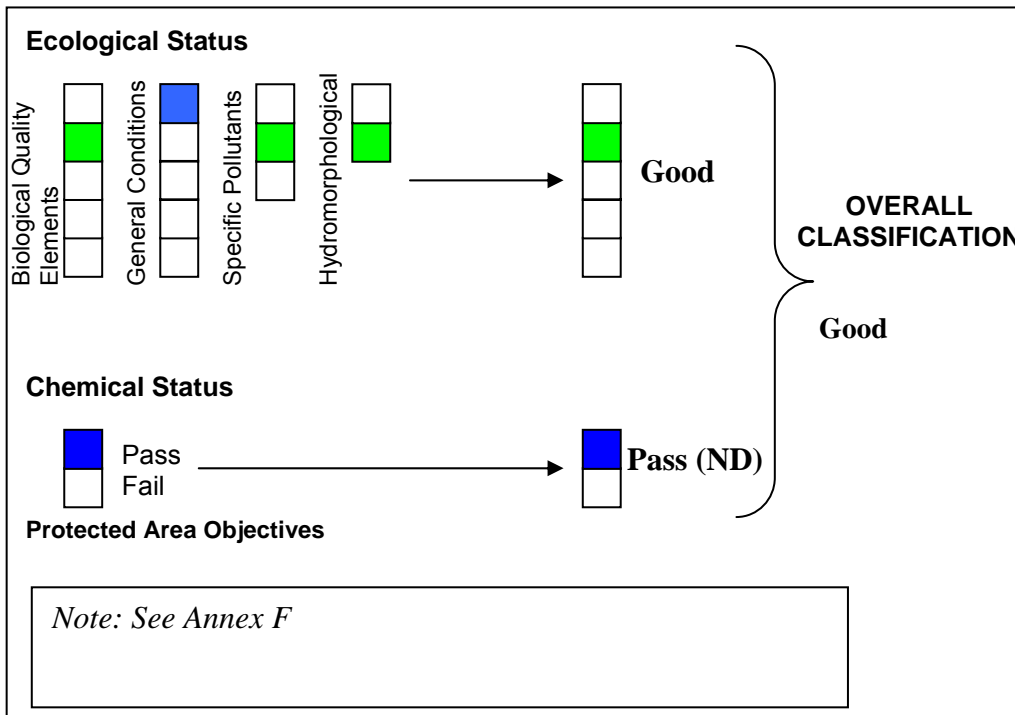 Ecological Status
Biological Quality
Elements
General Conditions
Specific Pollutants
Hydromorphological
Good
OVERALL
CLASSIFICATION
Good
Chemical Status
Pass
Fail
Pass (ND)
Protected Area Objectives
Note: See Annex F